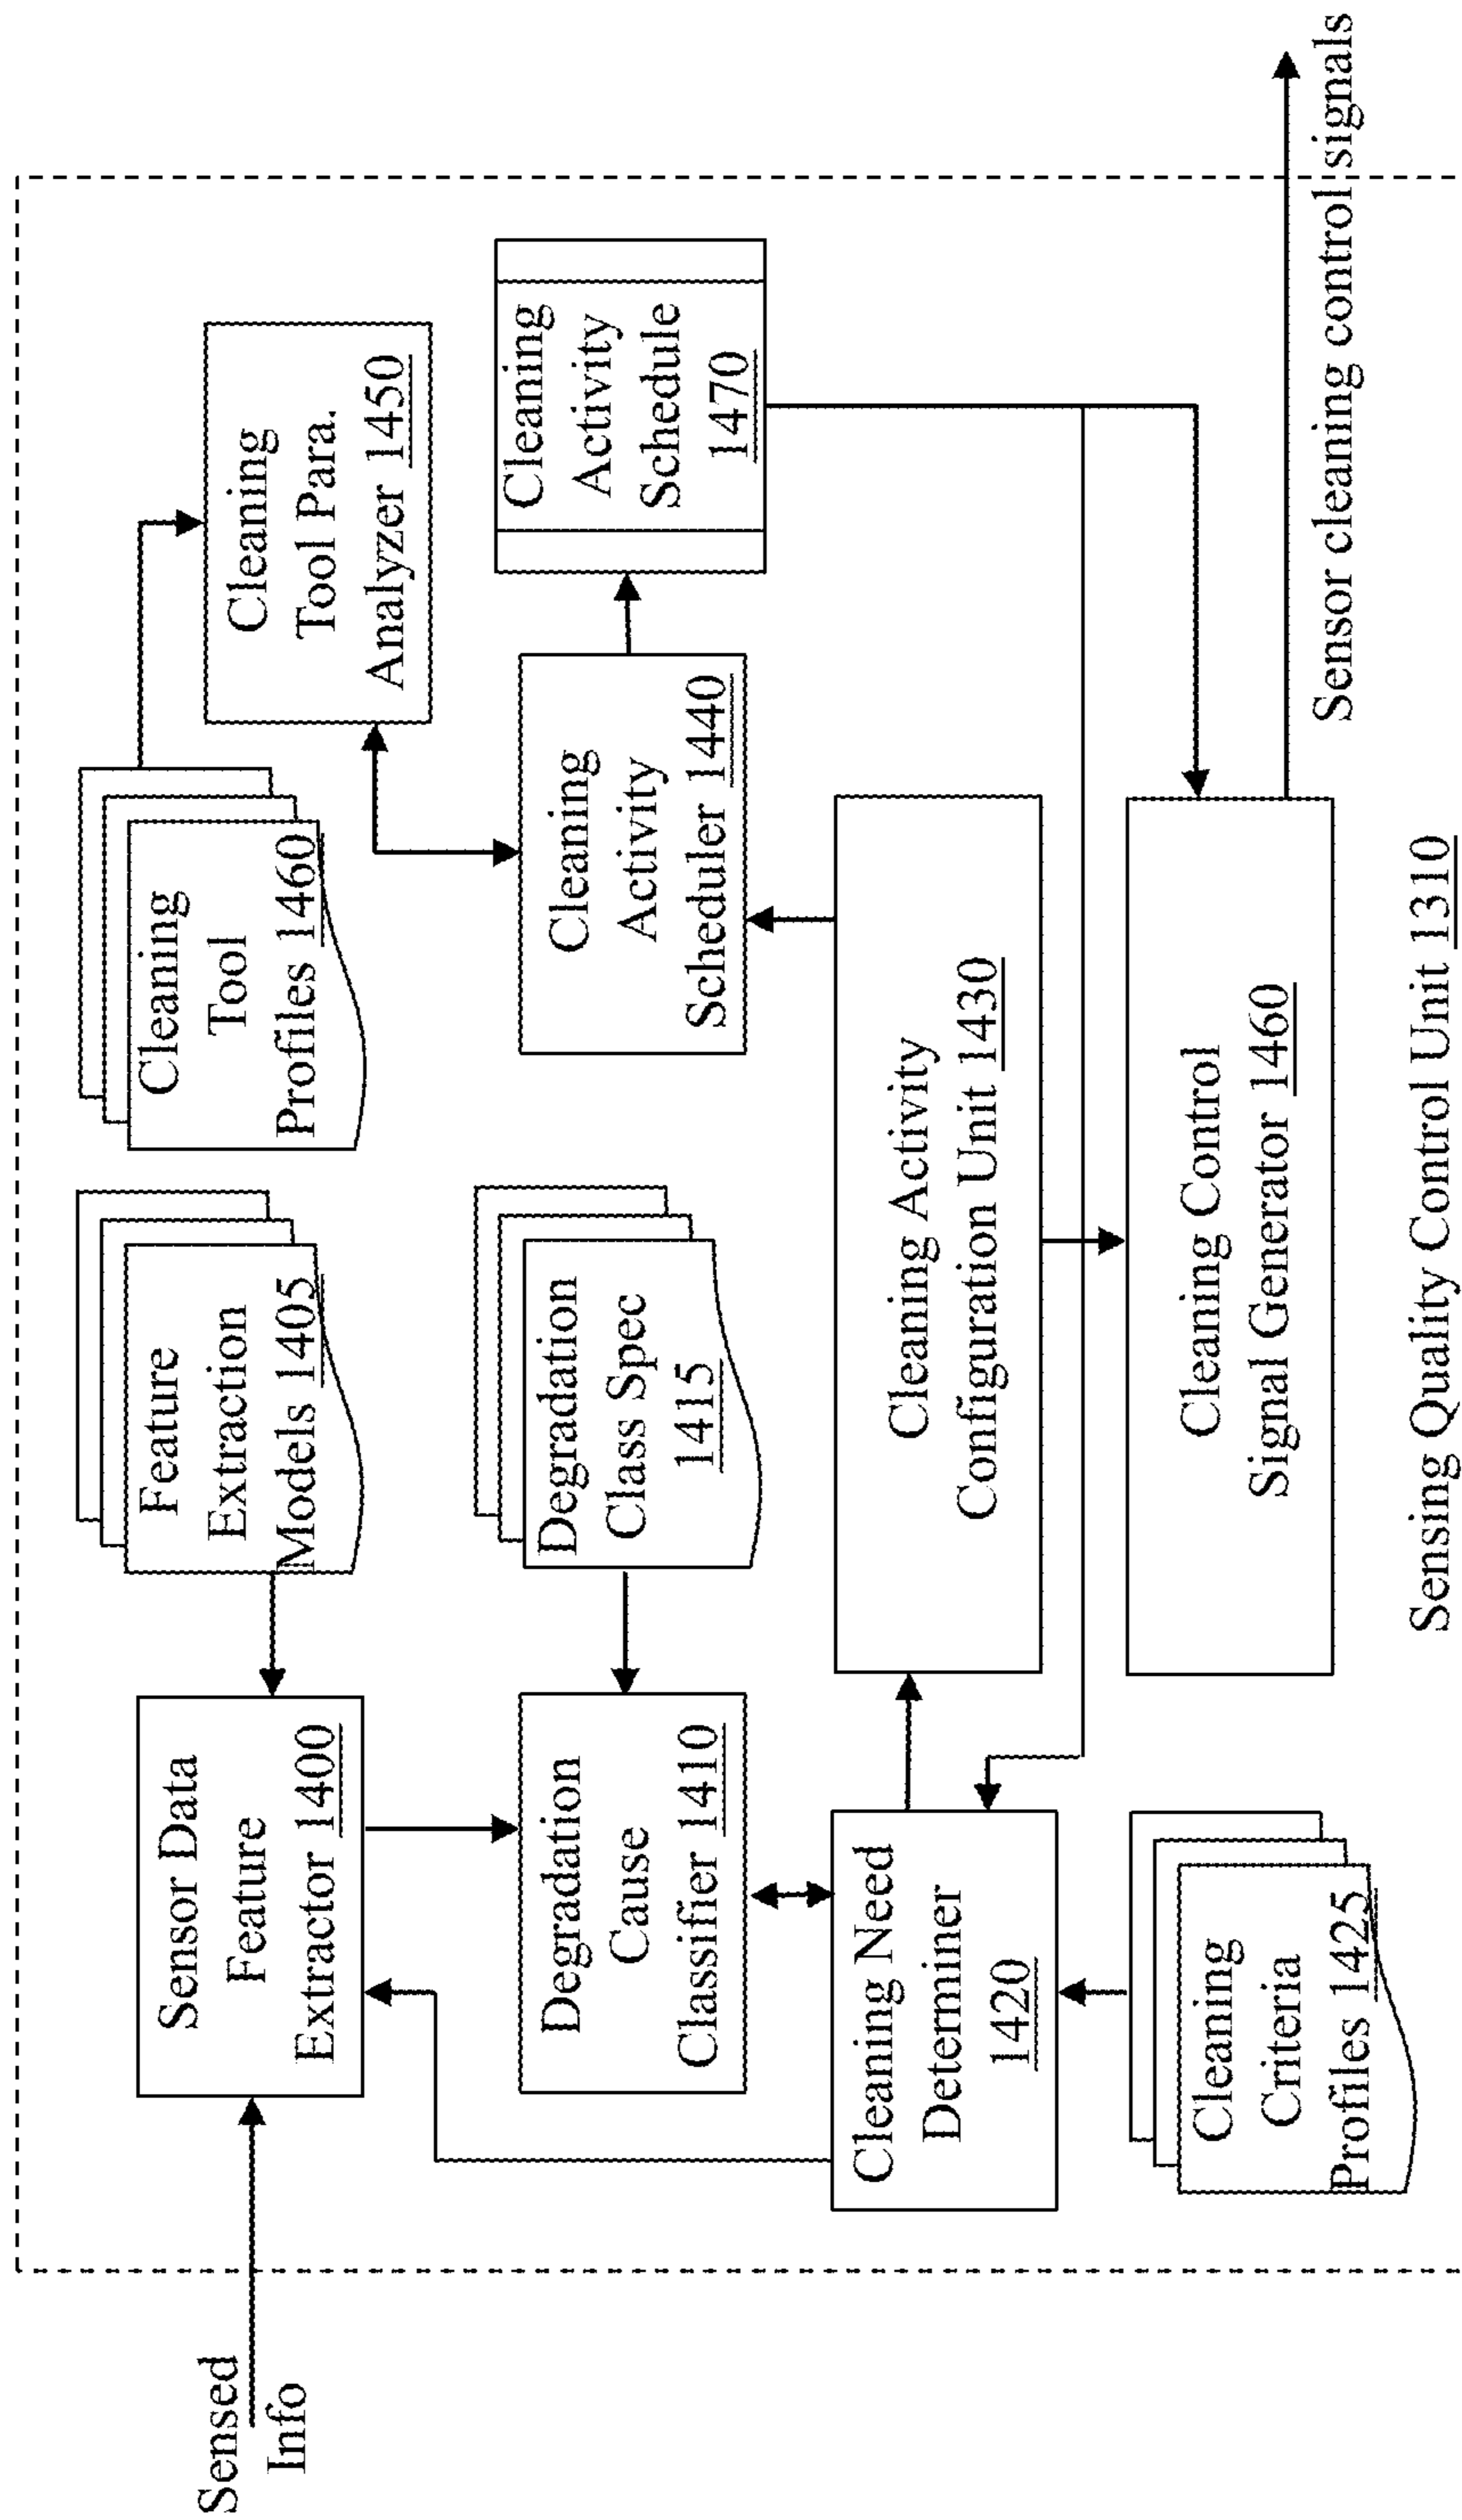 Sensed
Info
Sensor Data
Feature
Extractor 1400
Feature
Extraction
Models 1405
Cleaning
Tool
Profiles 1460
Cleaning
Tool Para.
Analyzer 1450
Degradation
Cause
Classifier 1410
Degradation
Class Spec
1415
Cleaning
Activity
Scheduler 1440
Cleaning
Activity
Schedule
1470
Cleaning Need
Determiner
1420
Cleaning Activity
Configuration Unit 1430
Cleaning
Criteria
Profiles 1425
Cleaning Control
Signal Generator 1460
Sensor cleaning control signals
Sensing Quality Control Unit 1310